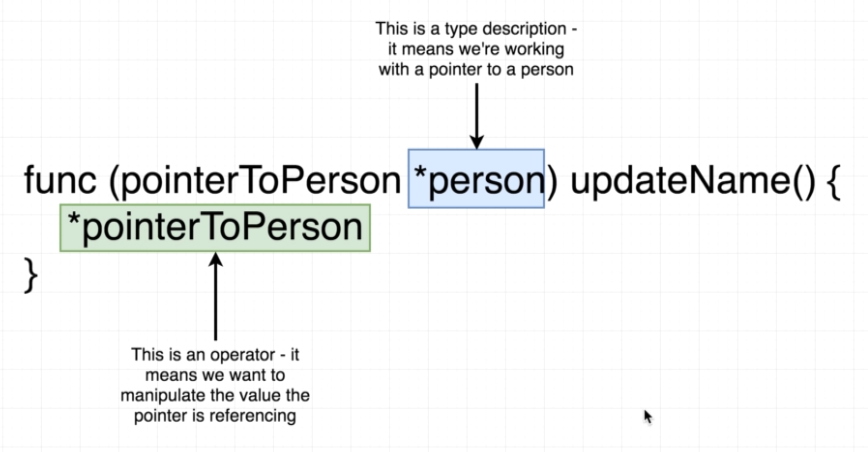 This is a type description -
it means we're working
with a pointer to a person
func (pointerToPerson *person) updateName() {
*pointerToPerson
}
This is an operator - it
means we want to
manipulate the value the
pointer is referencing